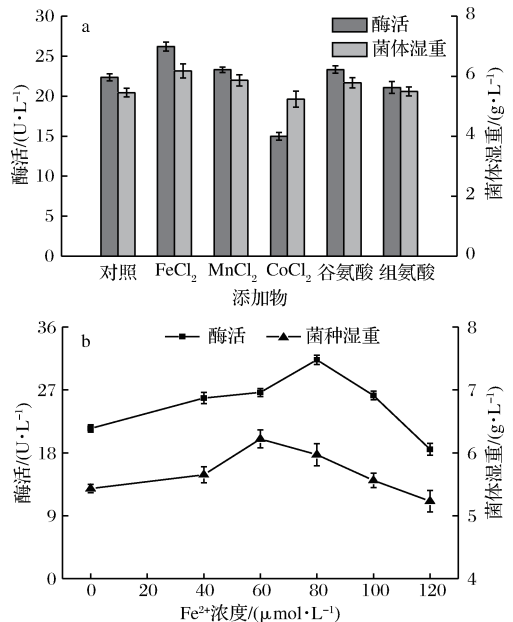 a
酶活
菌体湿重
30
25
20
15
10
5
0
酶活/(U·L⁻¹)
8
6
4
2
0
菌体湿重/(g·L⁻¹)
对照 FeCl₂ MnCl₂ CoCl₂ 谷氨酸 组氨酸
添加物
b
酶活 菌种湿重
36
27
18
9
0
酶活/(U·L⁻¹)
8
7
6
5
4
菌体湿重/(g·L⁻¹)
0 20 40 60 80 100 120
Fe²⁺浓度/(μmol·L⁻¹)